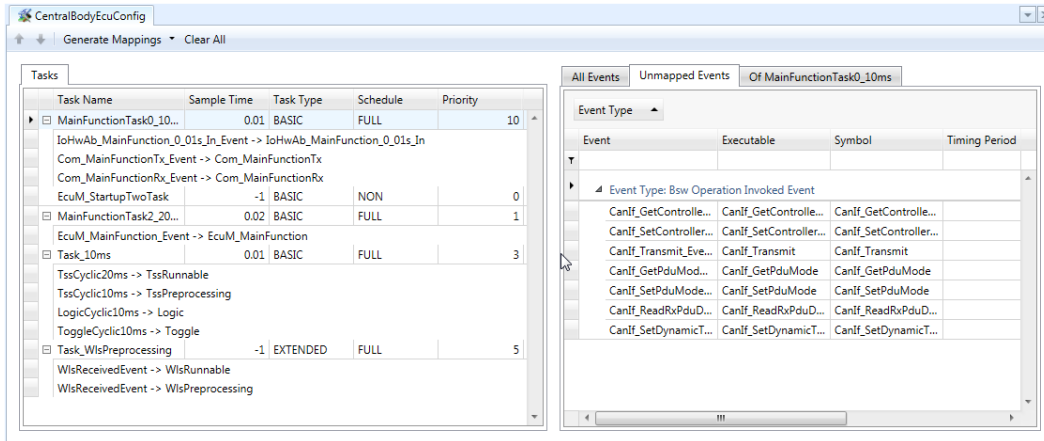 CentralBodyEcuConfig
Generate Mappings Clear All
Tasks
Task Name Sample Time Task Type Schedule Priority
MainFunctionTask0_10... 0.01 BASIC FULL 10
IoHwAb_MainFunction_0_01s_In_Event -> IoHwAb_MainFunction_0_01s_In
Com_MainFunctionTx_Event -> Com_MainFunctionTx
Com_MainFunctionRx_Event -> Com_MainFunctionRx
EcuM_StartupTwoTask -1 BASIC NON 0
MainFunctionTask2_20... 0.02 BASIC FULL 1
EcuM_MainFunction_Event -> EcuM_MainFunction
Task_10ms 0.01 BASIC FULL 3
TssCyclic20ms -> TssRunnable
TssCyclic10ms -> TssPreprocessing
LogicCyclic10ms -> Logic
ToggleCyclic10ms -> Toggle
Task_WlsPreprocessing -1 EXTENDED FULL 5
WlsReceivedEvent -> WlsRunnable
WlsReceivedEvent -> WlsPreprocessing
All Events Unmapped Events Of MainFunctionTask0_10ms
Event Type
Event Executable Symbol Timing Period
Event Type: Bsw Operation Invoked Event
CanIf_GetControlle... CanIf_GetControlle... CanIf_GetControlle...
CanIf_SetController... CanIf_SetController... CanIf_SetController...
CanIf_Transmit_Eve... CanIf_Transmit CanIf_Transmit
CanIf_GetPduMod... CanIf_GetPduMode CanIf_GetPduMode
CanIf_SetPduMod... CanIf_SetPduMode CanIf_SetPduMode
CanIf_ReadRxPduD... CanIf_ReadRxPduD... CanIf_ReadRxPduD...
CanIf_SetDynamicT... CanIf_SetDynamicT... CanIf_SetDynamicT...